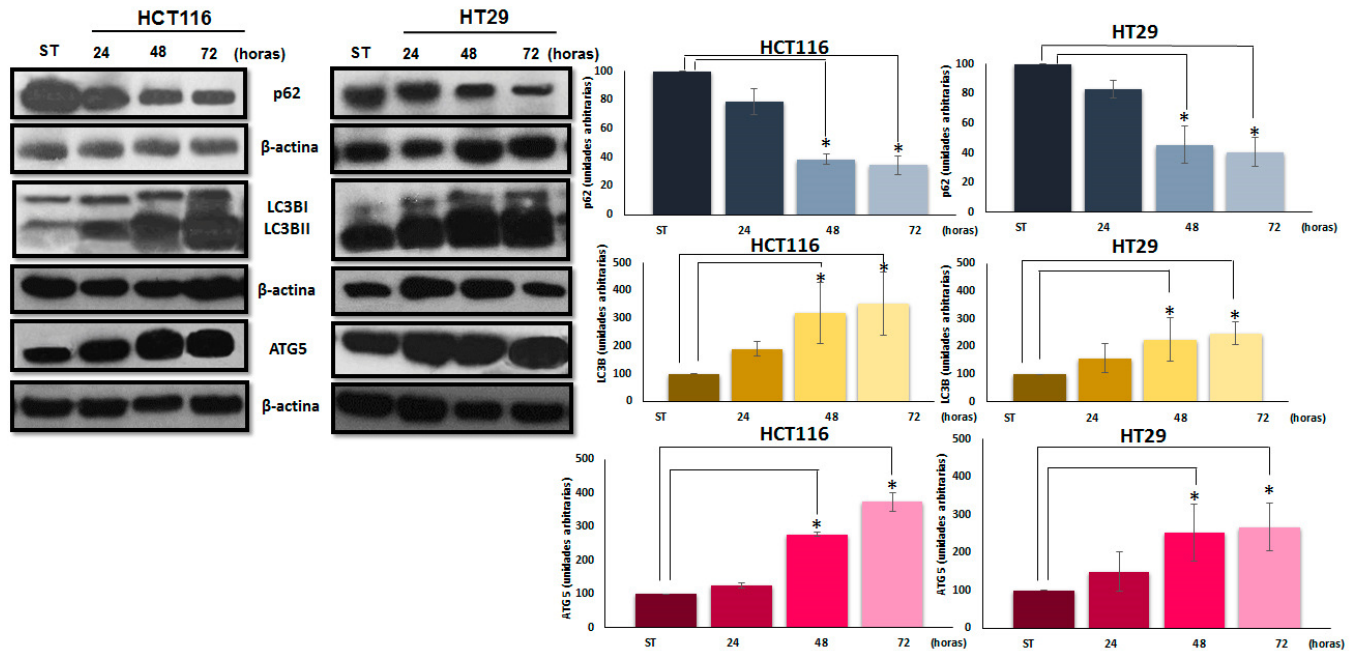 HCT116
ST 24 48 72 (horas)
p62
β-actina
LC3BI
LC3BII
β-actina
ATG5
β-actina
HT29
ST 24 48 72 (horas)
HCT116
p62 (unidades arbitrarias)
100
80
60
40
20
0
* *
ST 24 48 72 (horas)
HT29
p62 (unidades arbitrarias)
100
80
60
40
20
0
* *
ST 24 48 72 (horas)
HCT116
LC3B (unidades arbitrarias)
500
400
300
200
100
0
* *
ST 24 48 72 (horas)
HT29
LC3B (unidades arbitrarias)
500
400
300
200
100
0
* *
ST 24 48 72 (horas)
HCT116
ATG5 (unidades arbitrarias)
500
400
300
200
100
0
* *
ST 24 48 72 (horas)
HT29
ATG5 (unidades arbitrarias)
500
400
300
200
100
0
* *
ST 24 48 72 (horas)